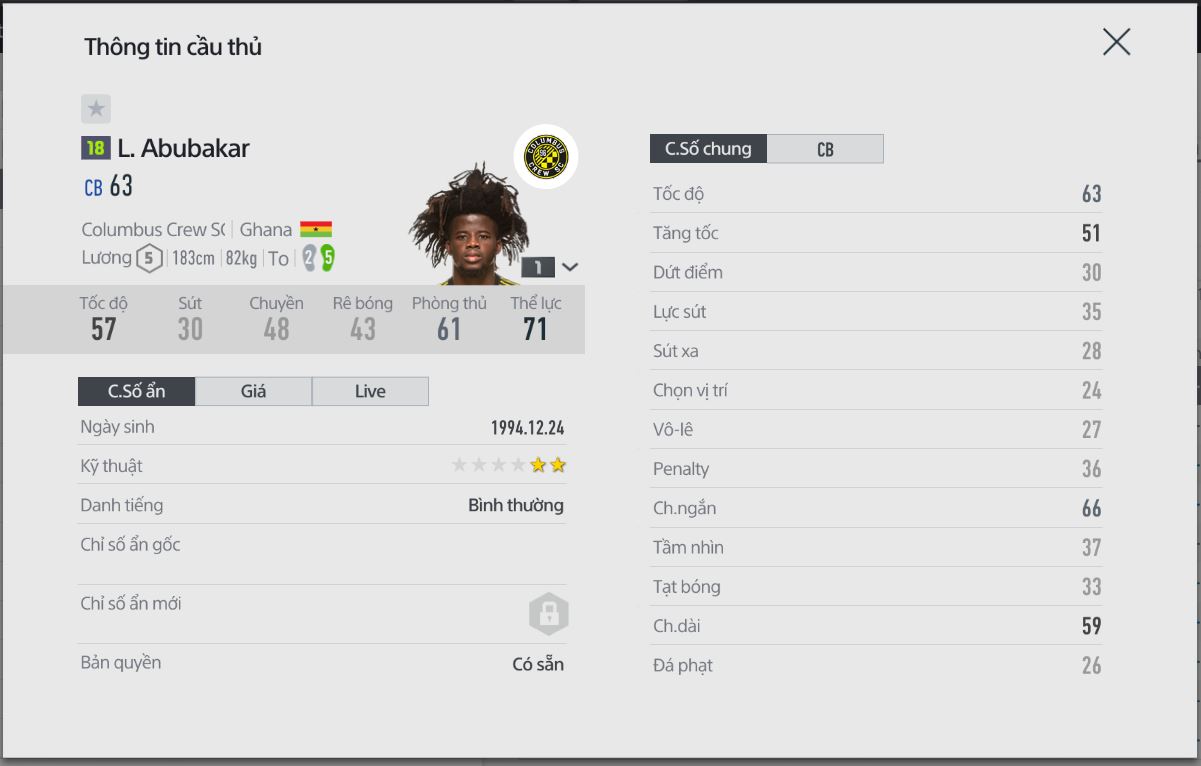 Thông tin cầu thủ
18 L. Abubakar
COLUMBUS
96
CREW SC
CB 63
Columbus Crew SC Ghana
Lương 5 183cm 82kg To 2 5
1
Tốc độ Sút Chuyền Rê bóng Phòng thủ Thể lực
57 30 48 43 61 71
C.Số ẩn Giá Live
Ngày sinh 1994.12.24
Kỹ thuật
Danh tiếng Bình thường
Chỉ số ẩn gốc
Chỉ số ẩn mới
Bản quyền Có sẵn
C.Số chung CB
Tốc độ 63
Tăng tốc 51
Dứt điểm 30
Lực sút 35
Sút xa 28
Chọn vị trí 24
Vô-lê 27
Penalty 36
Ch.ngắn 66
Tầm nhìn 37
Tạt bóng 33
Ch.dài 59
Đá phạt 26